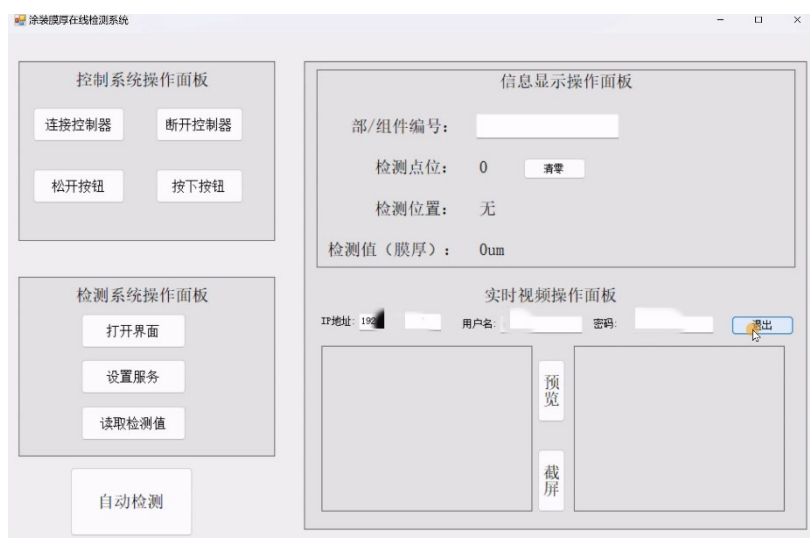 涂装膜厚在线检测系统
控制系统操作面板
连接控制器 断开控制器
松开按钮 按下按钮
检测系统操作面板
打开界面
设置服务
读取检测值
自动检测
信息显示操作面板
部/组件编号:
检测点位: 0 清零
检测位置: 无
检测值（膜厚）: 0um
实时视频操作面板
IP地址: 192 用户名: 密码: 退出
预览
截屏